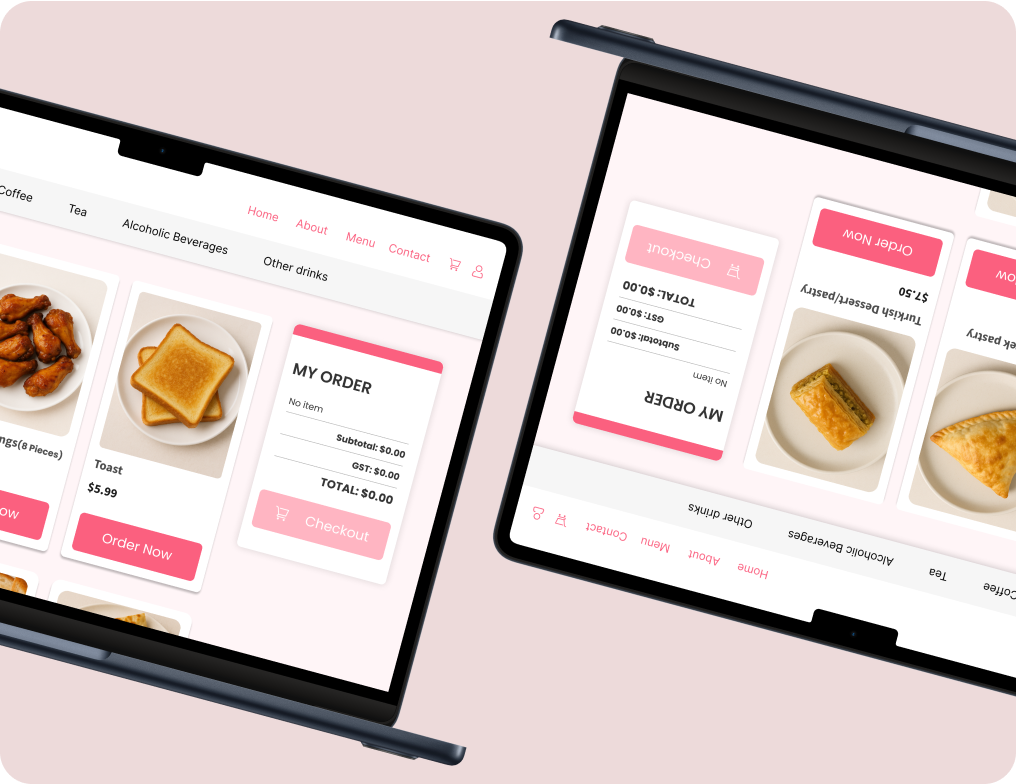 Home About Menu Contact
Coffee Tea Alcoholic Beverages Other drinks
ngs(8 Pieces)
ow
Toast
$5.99
Order Now
MY ORDER
No item
Subtotal: $0.00
GST: $0.00
TOTAL: $0.00
Checkout
Home About Menu Contact
Coffee Tea Alcoholic Beverages Other drinks
MY ORDER
No item
Subtotal: $0.00
GST: $0.00
TOTAL: $0.00
Checkout
Turkish Dessert/pastry
$7.50
Order Now
ek pastry
Now